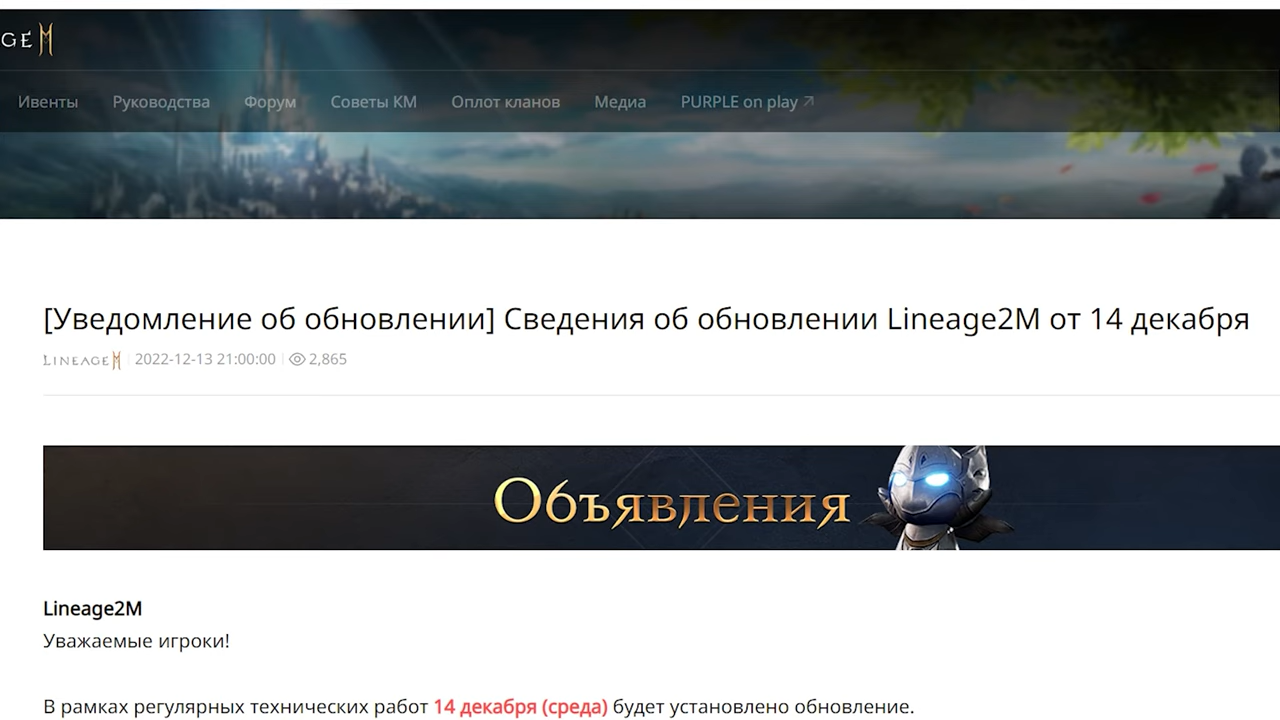 GE M
Ивенты Руководства Форум Советы КМ Оплот кланов Медиа PURPLE on play
[Уведомление об обновлении] Сведения об обновлении Lineage2M от 14 декабря
LINEAGE M 2022-12-13 21:00:00 2,865
Объявления
Lineage2M
Уважаемые игроки!
В рамках регулярных технических работ 14 декабря (среда) будет установлено обновление.